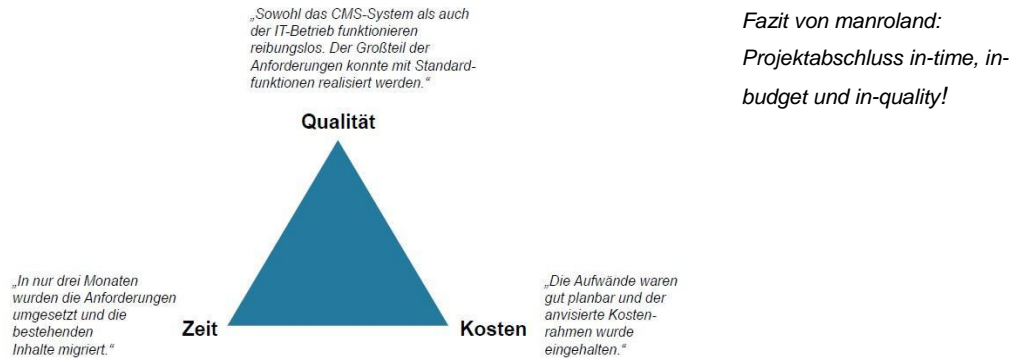 „Sowohl das CMS-System als auch
der IT-Betrieb funktionieren
reibungslos. Der Großteil der
Anforderungen konnte mit Standard-
funktionen realisiert werden.“
Qualität
Fazit von manroland:
Projektabschluss in-time, in-
budget und in-quality!
„In nur drei Monaten
wurden die Anforderungen
umgesetzt und die
bestehenden
Inhalte migriert.“
Zeit
Kosten
„Die Aufwände waren
gut planbar und der
anvisierte Kosten-
rahmen wurde
eingehalten.“